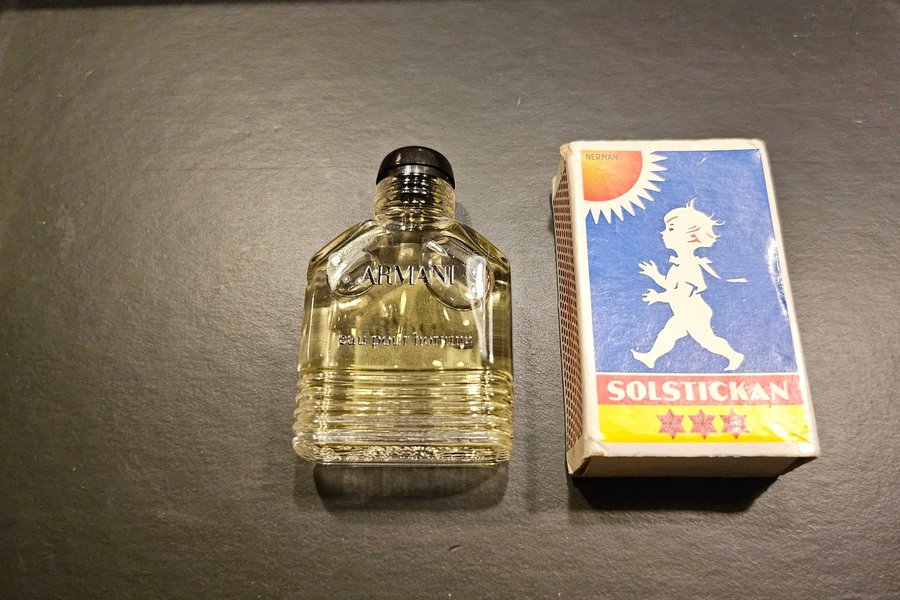 ARMANI
eau pour homme
NERMAN
SOLSTICKAN